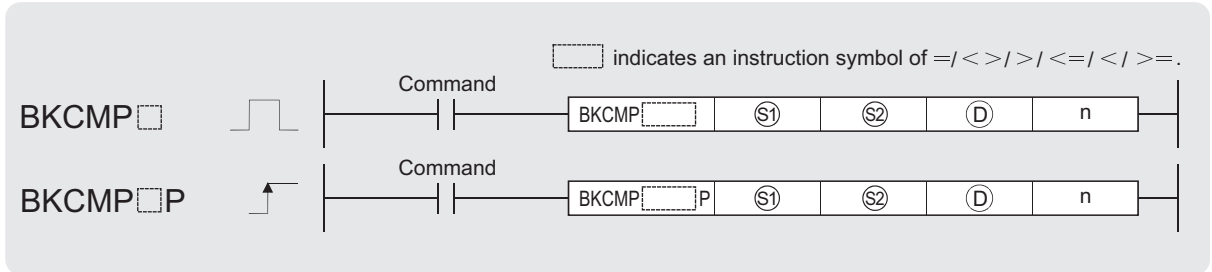 indicates an instruction symbol of =/< >/>/<=/</ >=.
Command
BKCMP
BKCMP S1 S2 D n
Command
BKCMP P
BKCMP P S1 S2 D n